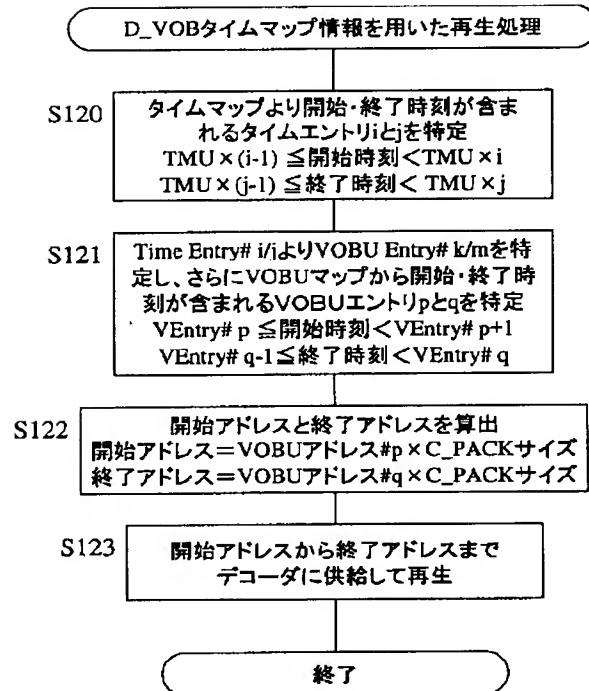 D_VOBタイムマップ情報を用いた再生処理
S120
タイムマップより開始・終了時刻が含ま
れるタイムエントリiとjを特定
TMU×(i-1) ≦開始時刻<TMU×i
TMU×(j-1) ≦終了時刻< TMU×j
S121
Time Entry# i/jよりVOBU Entry# k/mを特
定し、さらにVOBUマップから開始・終了時
刻が含まれるVOBUエントリpとqを特定
VEntry# p ≦開始時刻<VEntry# p+1
VEntry# q-1≦終了時刻<VEntry# q
S122
開始アドレスと終了アドレスを算出
開始アドレス=VOBUアドレス#p×C_PACKサイズ
終了アドレス=VOBUアドレス#q×C_PACKサイズ
S123
開始アドレスから終了アドレスまで
デコーダに供給して再生
終了